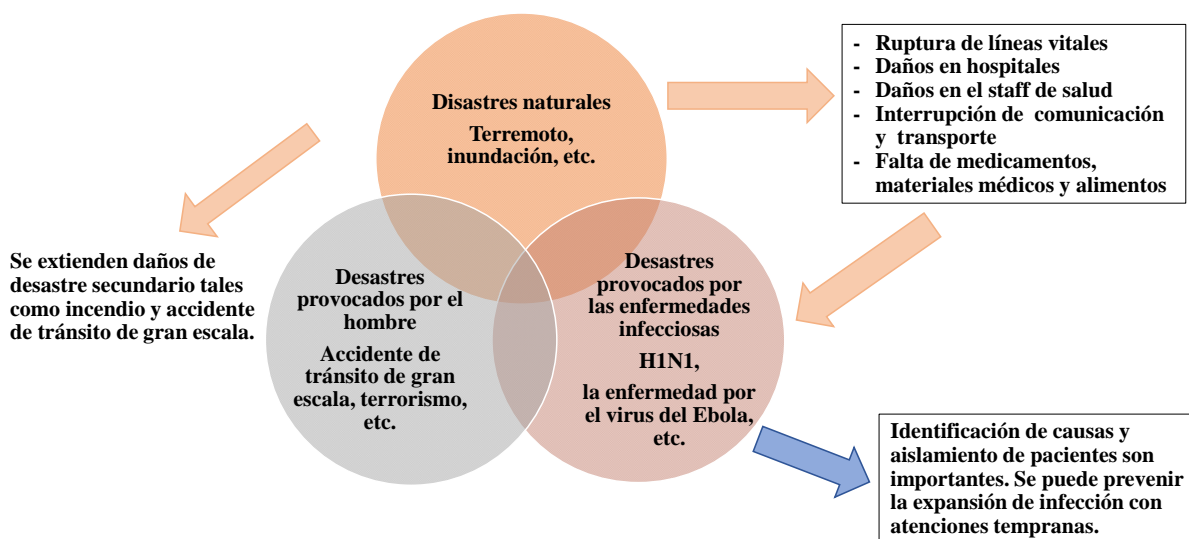 Disastres naturales
Terremoto,
inundación, etc.
- Ruptura de líneas vitales
- Daños en hospitales
- Daños en el staff de salud
- Interrupción de comunicación
y transporte
- Falta de medicamentos,
materiales médicos y alimentos
Se extienden daños de
desastre secundario tales
como incendio y accidente
de tránsito de gran escala.
Desastres
provocados por el
hombre
Accidente de
tránsito de gran
escala, terrorismo,
etc.
Desastres
provocados por
las enfermedades
infecciosas
H1N1,
la enfermedad por
el virus del Ebola,
etc.
Identificación de causas y
aislamiento de pacientes son
importantes. Se puede prevenir
la expansión de infección con
atenciones tempranas.